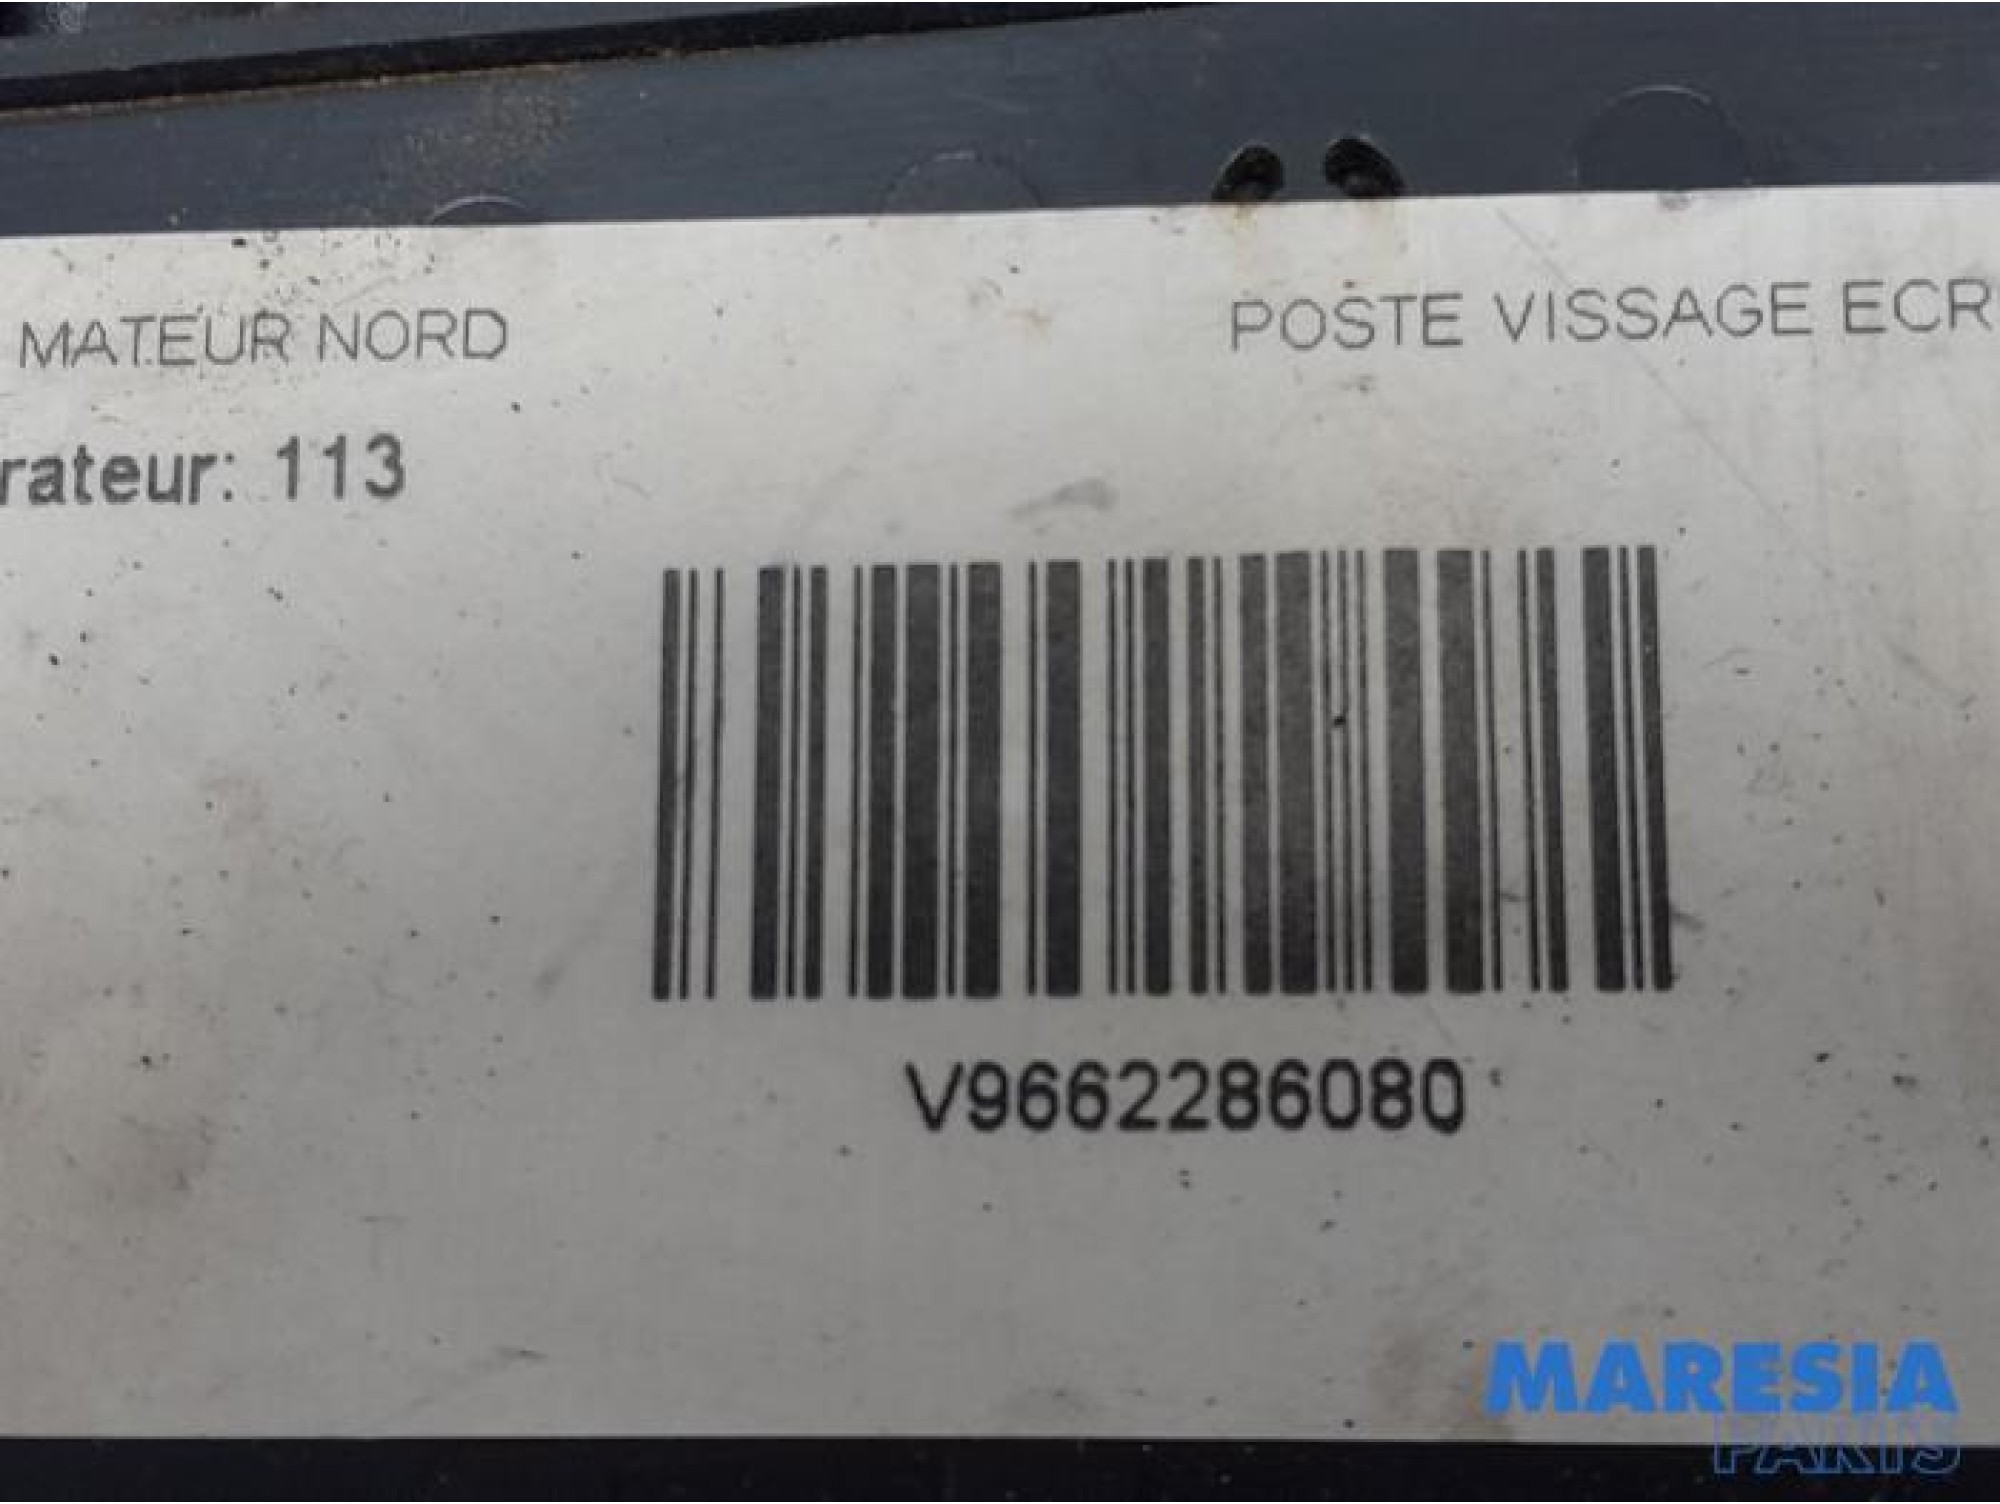 MATEUR NORD
POSTE VISSAGE ECR
rateur: 113
V9662286080
MARESIA
PARTS